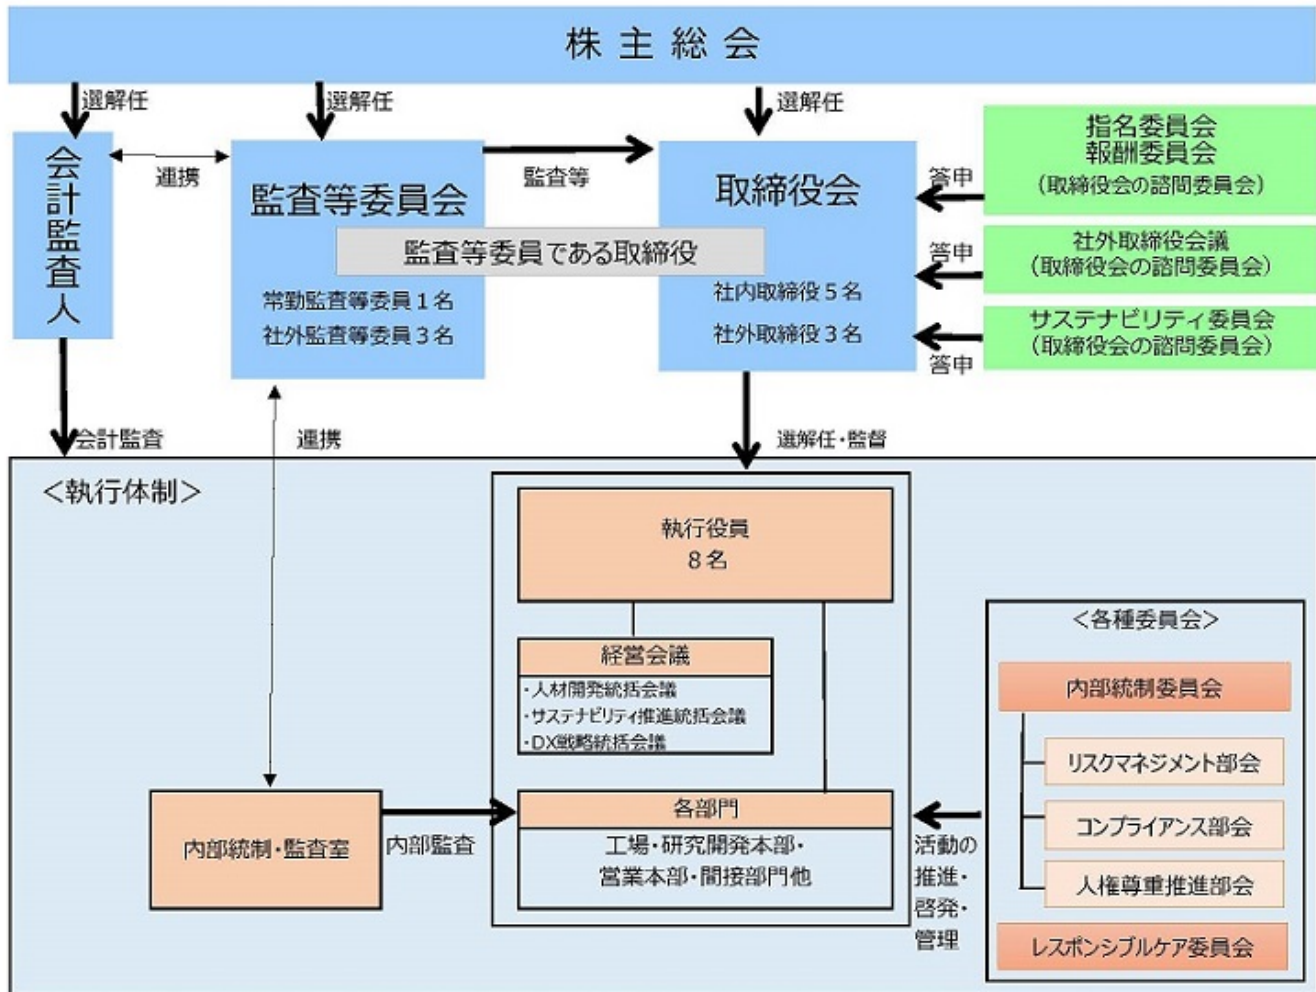 株主総会
選解任
選解任
選解任
会計監査人
連携
監査等委員会
監査等
取締役会
答申
指名委員会
報酬委員会
(取締役会の諮問委員会)
監査等委員である取締役
答申
社外取締役会議
(取締役会の諮問委員会)
常勤監査等委員1名
社外監査等委員3名
社内取締役5名
社外取締役3名
サステナビリティ委員会
(取締役会の諮問委員会)
答申
会計監査
連携
選解任・監督
<執行体制>
執行役員
8名
経営会議
・人材開発統括会議
・サステナビリティ推進統括会議
・DX戦略統括会議
内部統制・監査室
内部監査
各部門
工場・研究開発本部・
営業本部・間接部門他
活動の
推進・
啓発・
管理
<各種委員会>
内部統制委員会
リスクマネジメント部会
コンプライアンス部会
人権尊重推進部会
レスポンシブルケア委員会